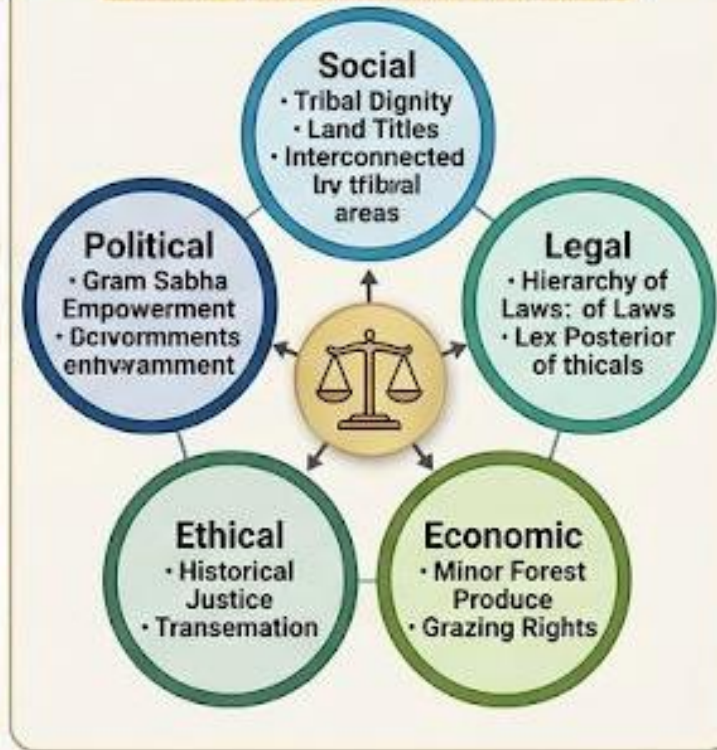 Social
• Tribal Dignity
• Land Titles
• Interconnected
areas
Political
• Gram Sabha
Empowerment
Legal
• Hierarchy of
Laws: of Laws
• Lex Posterior
of thicals
Ethical
• Historical
Justice
• Transemation
Economic
• Minor Forest
Produce
• Grazing Rights